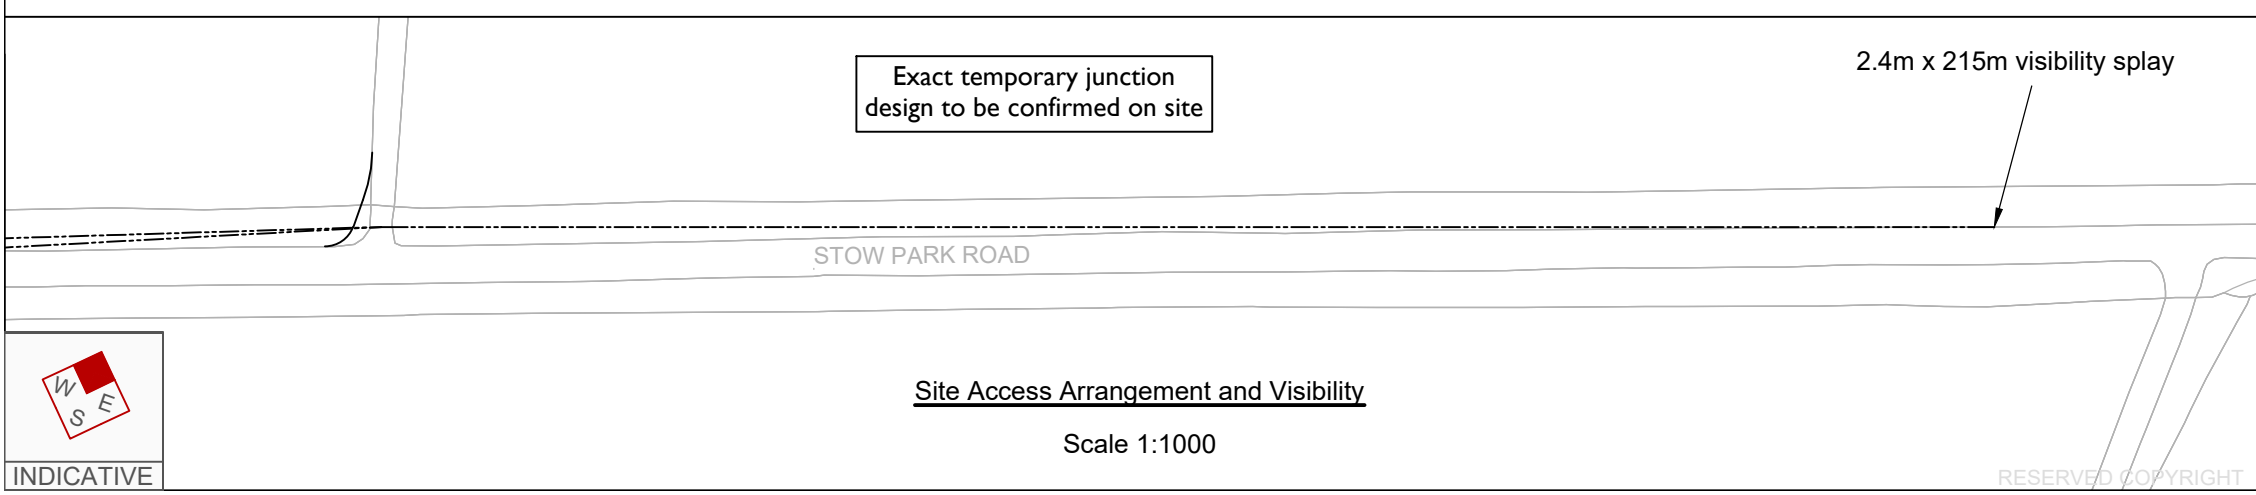 2.4m x 215m visibility splay
Exact temporary junction
design to be confirmed on site
STOW PARK ROAD
W
E
S
INDICATIVE
Site Access Arrangement and Visibility
Scale 1:1000
RESERVED COPYRIGHT